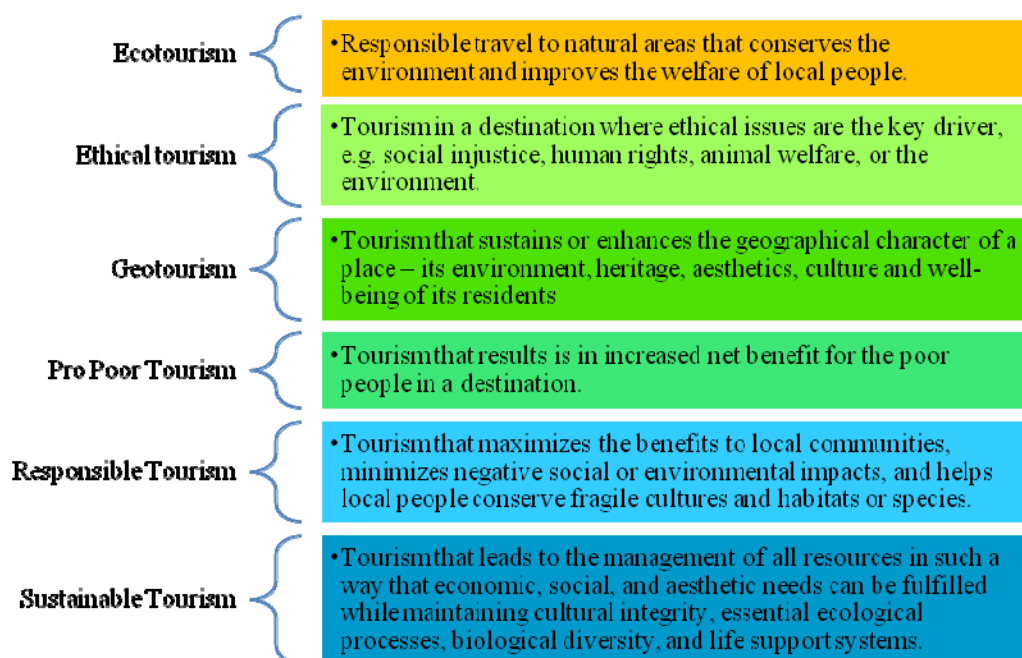 Ecotourism
•Responsible travel to natural areas that conserves the
environment and improves the welfare of local people.
Ethical tourism
•Tourism in a destination where ethical issues are the key driver,
e.g. social injustice, human rights, animal welfare, or the
environment.
Geotourism
•Tourism that sustains or enhances the geographical character of a
place – its environment, heritage, aesthetics, culture and well-
being of its residents
Pro Poor Tourism
•Tourism that results is in increased net benefit for the poor
people in a destination.
Responsible Tourism
•Tourism that maximizes the benefits to local communities,
minimizes negative social or environmental impacts, and helps
local people conserve fragile cultures and habitats or species.
Sustainable Tourism
•Tourism that leads to the management of all resources in such a
way that economic, social, and aesthetic needs can be fulfilled
while maintaining cultural integrity, essential ecological
processes, biological diversity, and life support systems.